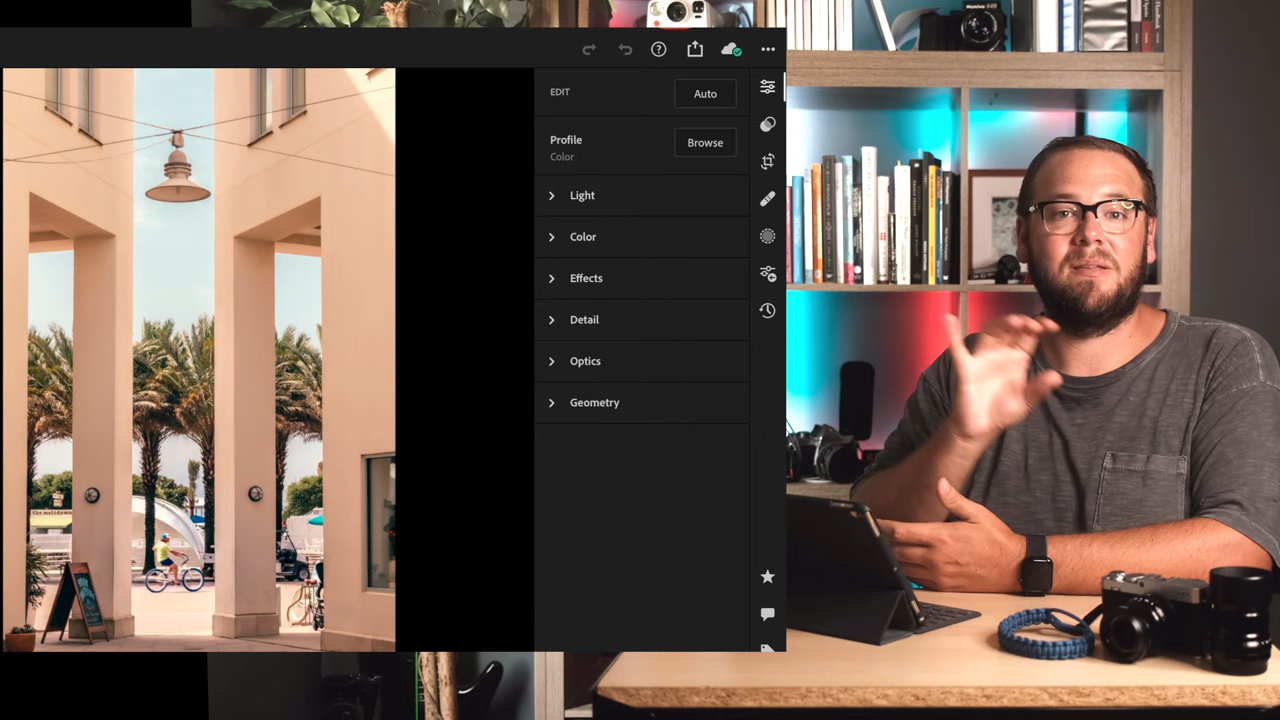 EDIT
Auto
Profile
Color
Browse
Light
Color
Effects
Detail
Optics
Geometry